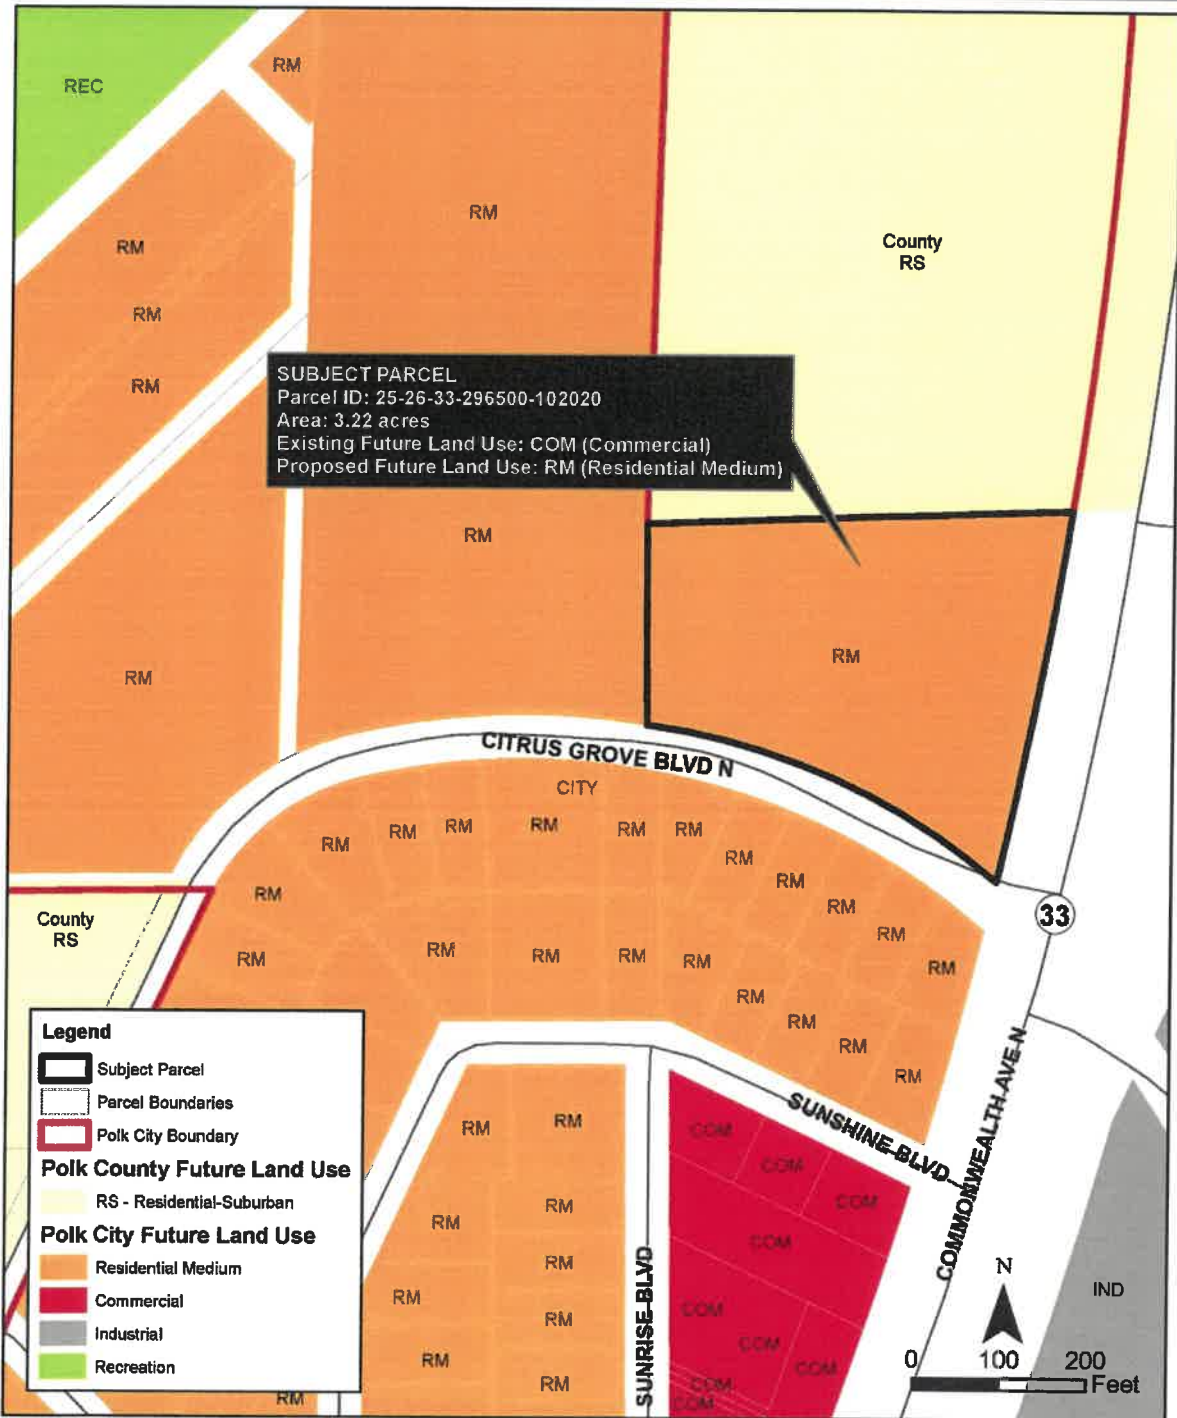 REC
RM
RM
County
RS
RM
RM
RM
SUBJECT PARCEL
Parcel ID: 25-26-33-296500-102020
Area: 3.22 acres
Existing Future Land Use: COM (Commercial)
Proposed Future Land Use: RM (Residential Medium)
RM
RM
RM
CITRUS GROVE BLVD N
CITY
RM
RM
RM
RM
RM
RM
RM
RM
RM
RM
RM
RM
33
County
RS
RM
RM
RM
RM
RM
RM
RM
RM
RM
SUNSHINE BLVD
COMMONWEALTH AVE N
SUNRISE BLVD
RM
RM
RM
RM
RM
RM
RM
RM
RM
RM
COM
COM
COM
COM
COM
COM
COM
COM
COM
IND
Legend
Subject Parcel
Parcel Boundaries
Polk City Boundary
Polk County Future Land Use
RS - Residential-Suburban
Polk City Future Land Use
Residential Medium
Commercial
Industrial
Recreation
N
0 100 200
Feet